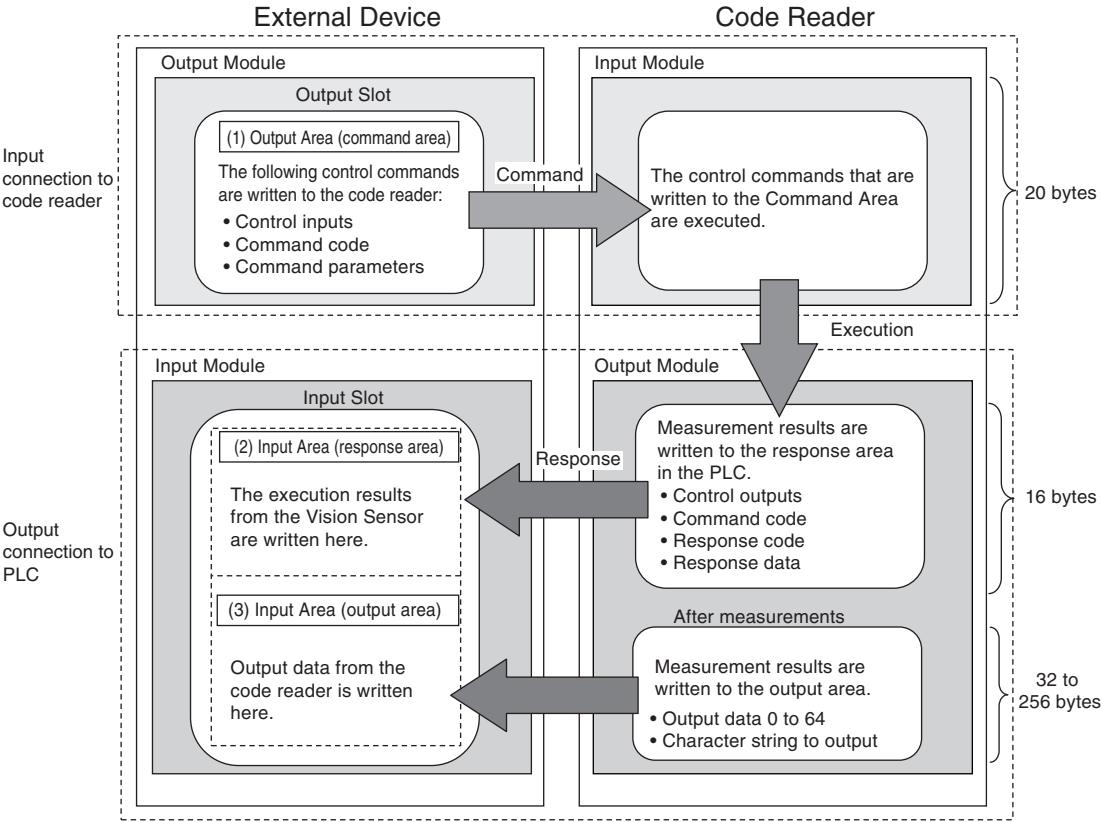 External Device
Code Reader
Output Module
Input Module
Output Slot
(1) Output Area (command area)
The following control commands
are written to the code reader:
• Control inputs
• Command code
• Command parameters
Command
The control commands that are
written to the Command Area
are executed.
Input
connection to
code reader
20 bytes
Execution
Input Module
Output Module
Input Slot
(2) Input Area (response area)
The execution results
from the Vision Sensor
are written here.
Response
Measurement results are
written to the response area
in the PLC.
• Control outputs
• Command code
• Response code
• Response data
16 bytes
Output
connection to
PLC
(3) Input Area (output area)
Output data from the
code reader is written
here.
After measurements
Measurement results are
written to the output area.
• Output data 0 to 64
• Character string to output
32 to
256 bytes